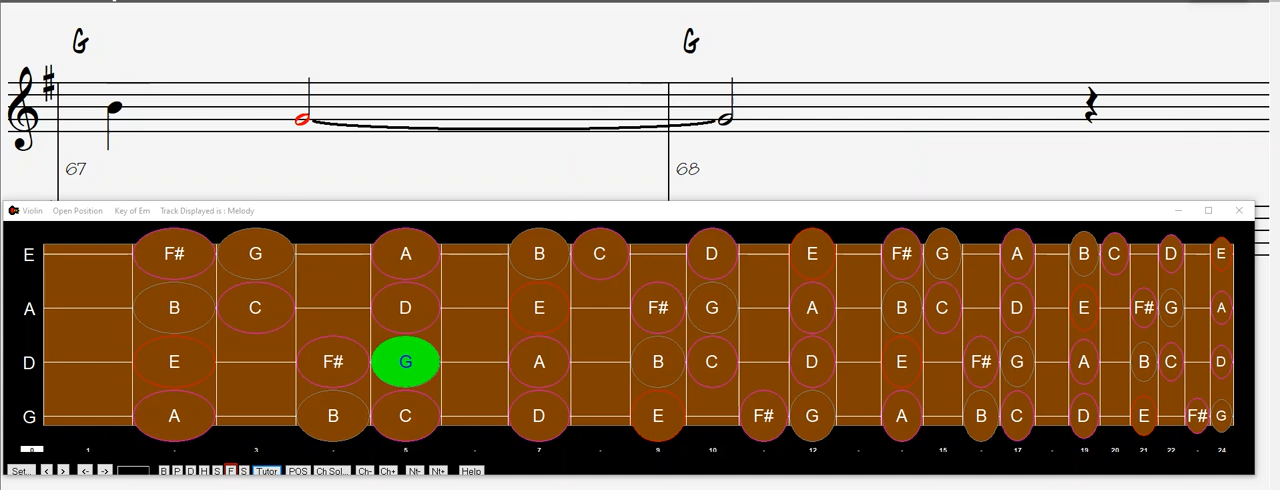 G G
67 68
Violin Open Position Key of Em Track Displayed is : Melody
E F# G A B C D E F# G A B C D E
A B C D E F# G A B C D E F# G A
D E F# G A B C D E F# G A B C D
G A B C D E F# G A B C D E F# G
0 1 - 3 - 5 - 7 - 9 10 - 12 - - 15 - 17 - 19 20 21 22 - 24
Set... < > <- -> B P D H S F S Tutor POS Ch Sol... Ch- Ch+ Nt- Nt+ Help